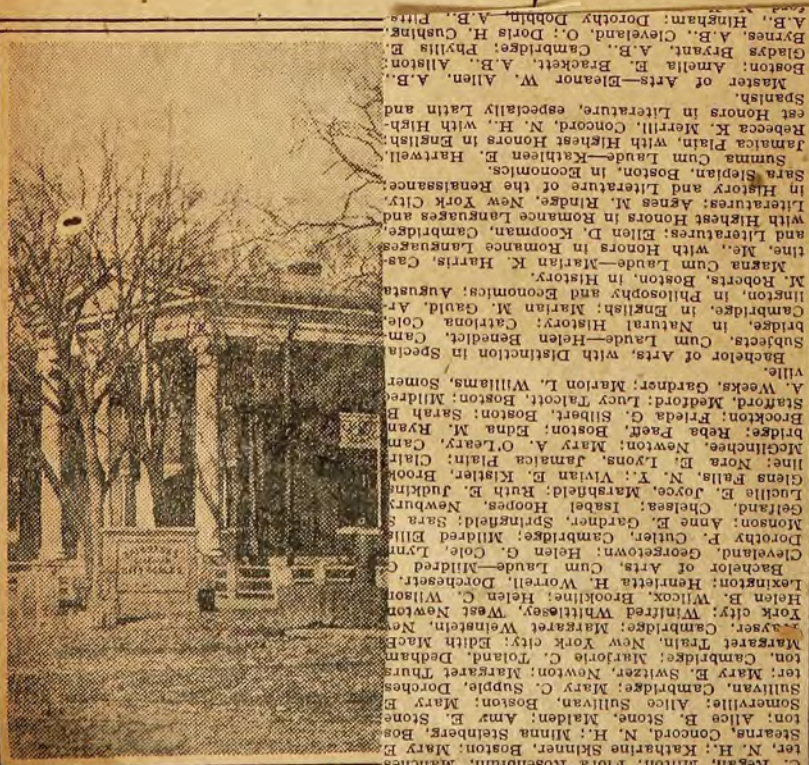 C. Regan, Milton; Flora Rosenblum, Manches
ter, N. H.; Katharine Skinner, Boston; Mary E
Stearns, Concord, N. H.; Minna Steinberg, Bos
ton; Alice B. Stone, Malden; Amy E. Stone
Somerville; Alice Sullivan, Boston; Mary E
Sullivan, Cambridge; Mary C. Supple, Dorches
ter; Mary E. Switzer, Newton; Margaret Thurs
ton, Cambridge; Marjorie C. Toland, Dedham
Margaret Train, New York city; Edith MacE
Cambridge; Margaret Weinstein, New
York city; Winifred Whittlesey, West Newton
Helen B. Wilcox, Brookline; Helen C. Wilson
Lexington; Henrietta H. Worrell, Dorchesetr.
Bachelor of Arts, Cum Laude—Mildred C
Cleveland, Georgetown; Helen G. Cole, Lynn
Dorothy P. Cutler, Cambridge; Mildred Ellis
Monson; Anne E. Gardner, Springfield; Sara S
Gelfand, Chelsea; Isabel Hoopes, Newbury
Lucille E. Joyce, Marshfield; Ruth E. Judkins
Glens Falls, N. Y.; Vivian E. Kistler, Brook
line; Nora E. Lyons, Jamaica Plain; Clair
McGlinchee, Newton; Mary A. O'Leary, Cam
bridge; Reba Paeff, Boston; Edna M. Ryan
Brockton; Frieda G. Silbert, Boston; Sarah B
Stafford, Medford; Lucy Talcott, Boston; Mildred
A. Weeks, Gardner; Marion L. Williams, Somer
ville.
Bachelor of Arts, with Distinction in Specia
Subjects. Cum Laude—Helen Benedict, Cam-
bridge, in Natural History; Catriona Cole,
Cambridge, in English; Marian M. Gauld, Ar-
lington, in Philosophy and Economics; Augusta
M. Roberts, Boston, in History.
Magna Cum Laude—Marian K. Harris, Cas-
tine, Me., with Honors in Romance Languages
and Literatures; Ellen D. Koopman, Cambridge,
with Highest Honors in Romance Languages and
Literatures; Agnes M. Rindge, New York City,
in History and Literature of the Renaissance;
Sara Slepian, Boston, in Economics.
Summa Cum Laude—Kathleen E. Hartwell,
Jamaica Plain, with Highest Honors in English;
Rebecca K. Merrill, Concord, N. H., with High-
est Honors in Literature, especially Latin and
Spanish.
Master of Arts—Eleanor W. Allen, A.B.,
Boston; Amelia E. Brackett, A.B., Allston;
Gladys Bryant, A.B., Cambridge; Phyllis E.
Byrnes, A.B., Cleveland, O.; Doris H. Cushing,
A.B., Hingham; Dorothy Dobbin, A.B., Pitts